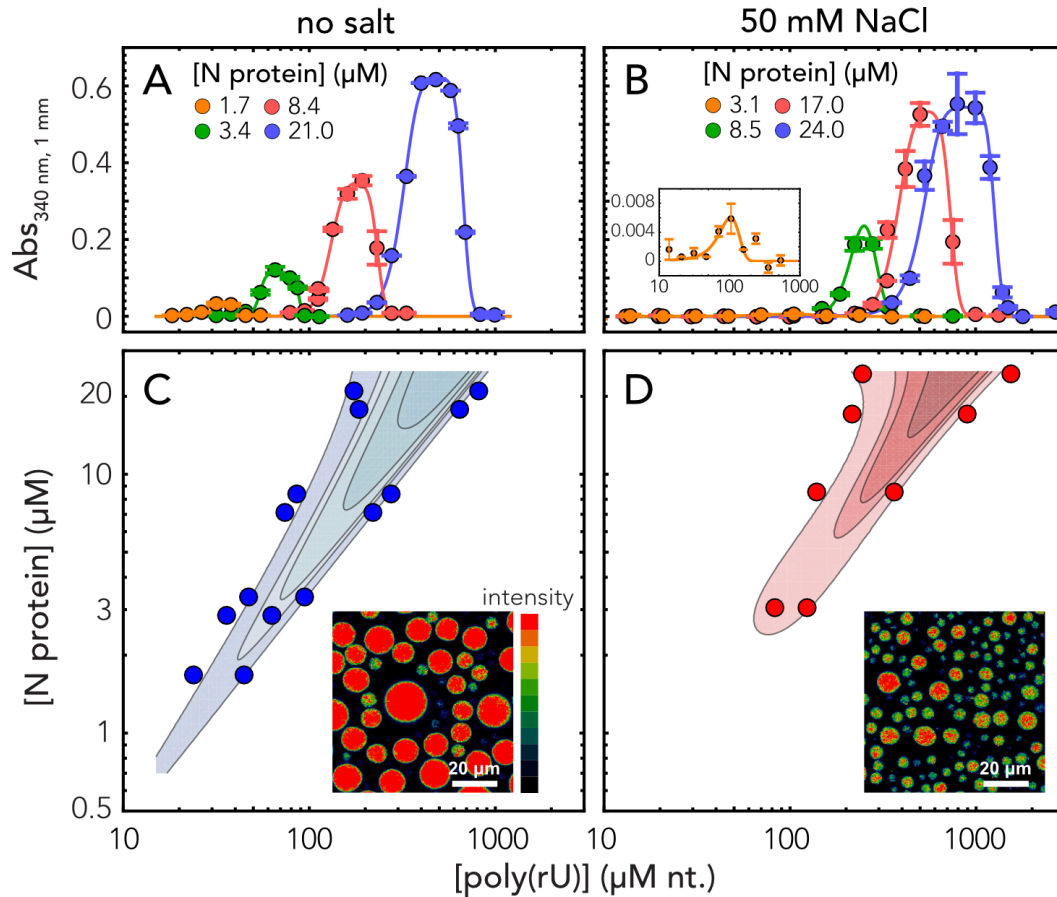 no salt
50 mM NaCl
A
[N protein] (µM)
1.7
8.4
3.4
21.0
B
[N protein] (µM)
3.1
17.0
8.5
24.0
Abs340 nm, 1 mm
0.6
0.4
0.2
0
0.008
0.004
0
10
100
1000
C
D
[N protein] (µM)
20
10
3
1
0.5
intensity
20 µm
20 µm
10
100
1000
10
100
1000
[poly(rU)] (µM nt.)